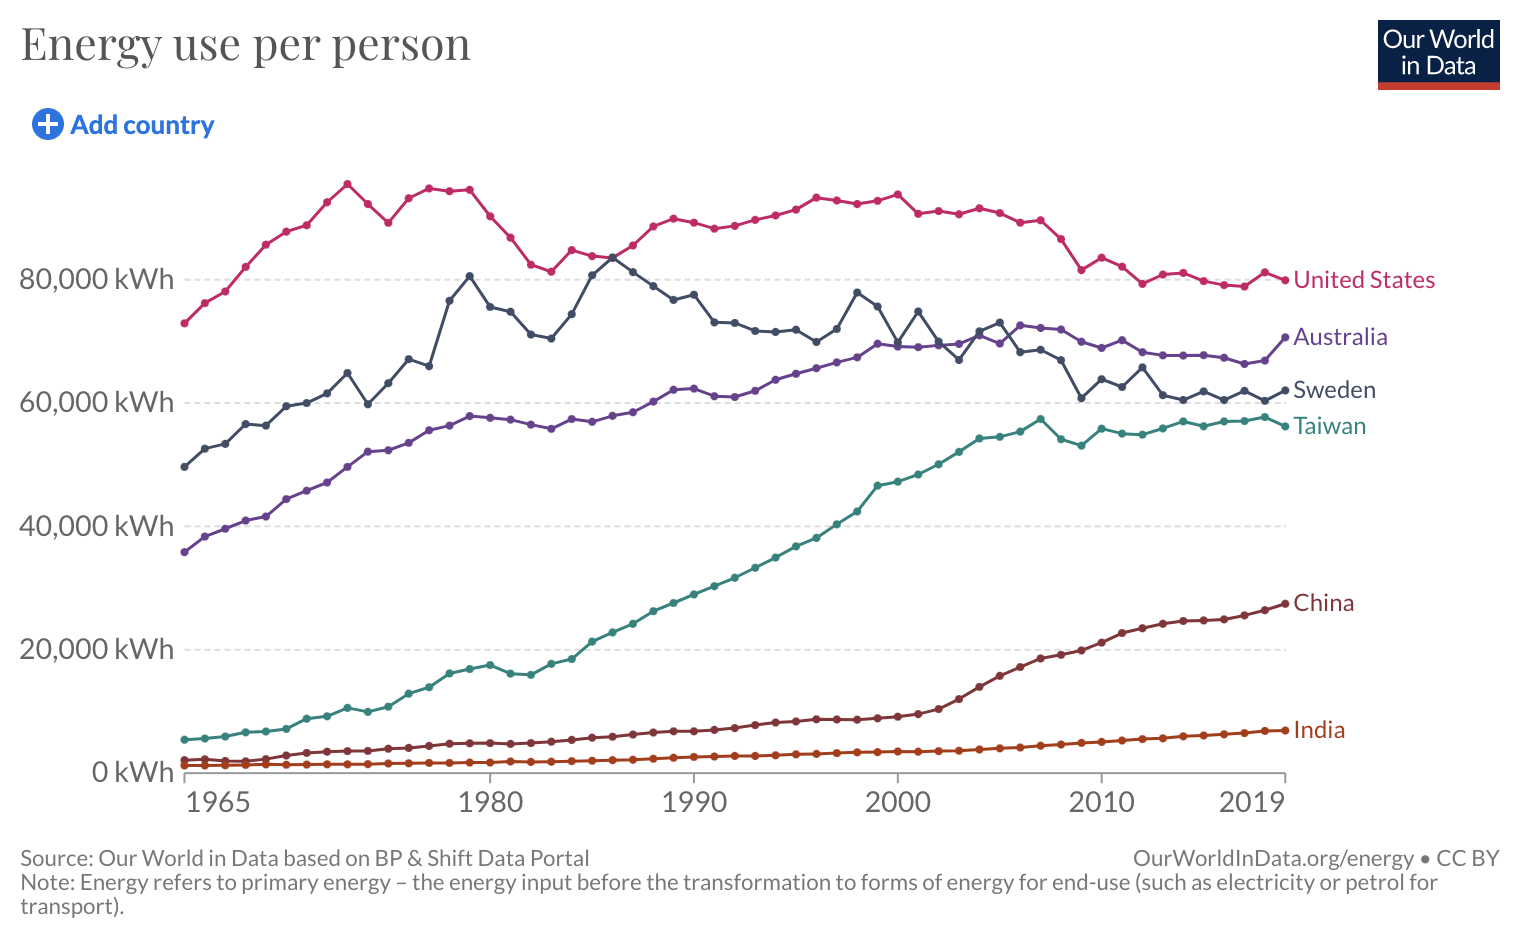 Energy use per person
Our World
in Data
Add country
80,000 kWh
60,000 kWh
40,000 kWh
20,000 kWh
0 kWh
United States
Australia
Sweden
Taiwan
China
India
1965
1980
1990
2000
2010
2019
Source: Our World in Data based on BP & Shift Data Portal
OurWorldInData.org/energy • CC BY
Note: Energy refers to primary energy – the energy input before the transformation to forms of energy for end-use (such as electricity or petrol for
transport).